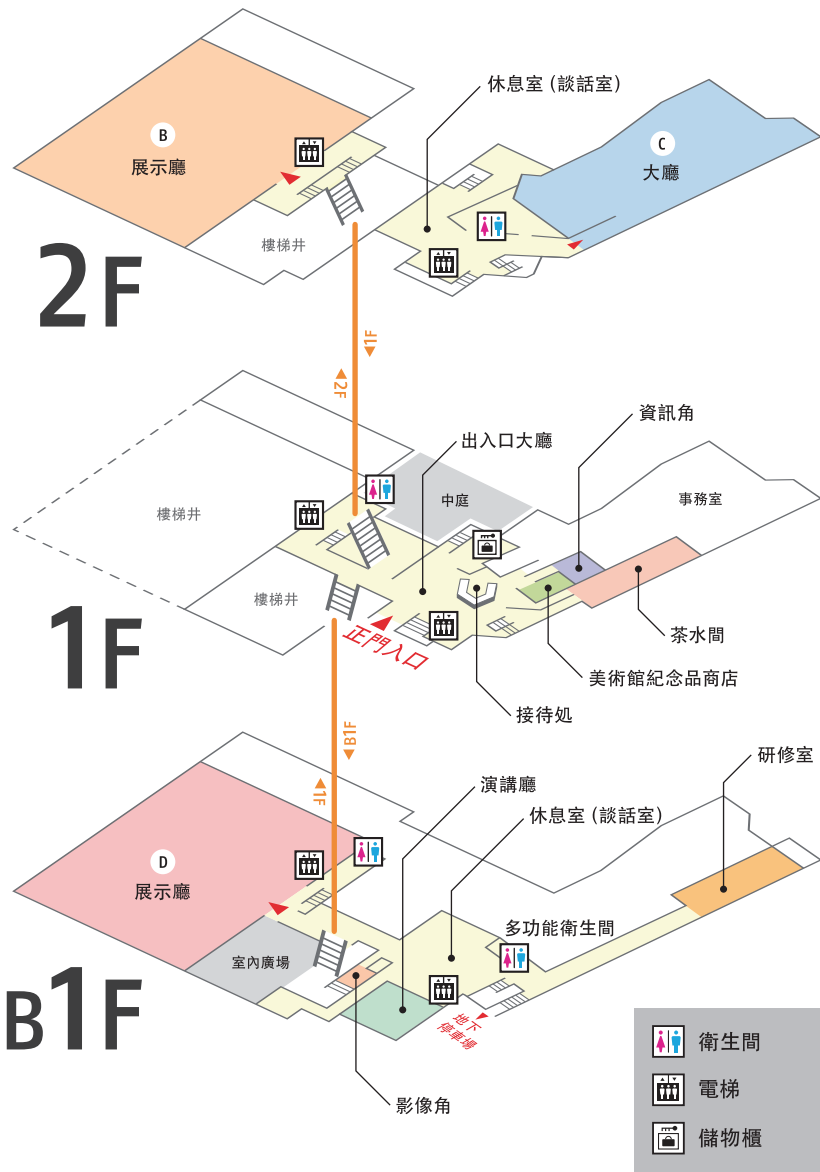 休息室 (談話室)
B
展示廳
C
大廳
樓梯井
2F
◀1F
◀2F
資訊角
出入口大廳
中庭
事務室
樓梯井
樓梯井
1F
正門入口
茶水間
美術館紀念品商店
接待処
◀B1F
◀1F
研修室
演講廳
休息室 (談話室)
D
展示廳
多功能衛生間
室內廣場
B1F
地下
停車場
影像角
衛生間
電梯
儲物櫃